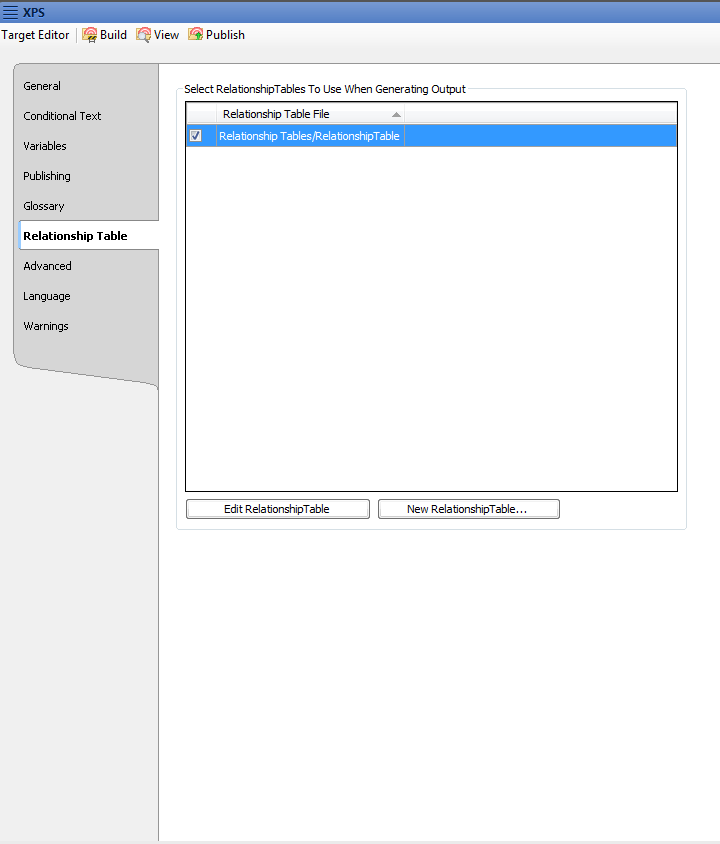 XPS
Target Editor Build View Publish
General
Conditional Text
Variables
Publishing
Glossary
Relationship Table
Advanced
Language
Warnings
Select RelationshipTables To Use When Generating Output
Relationship Table File
Relationship Tables/RelationshipTable
Edit RelationshipTable New RelationshipTable...